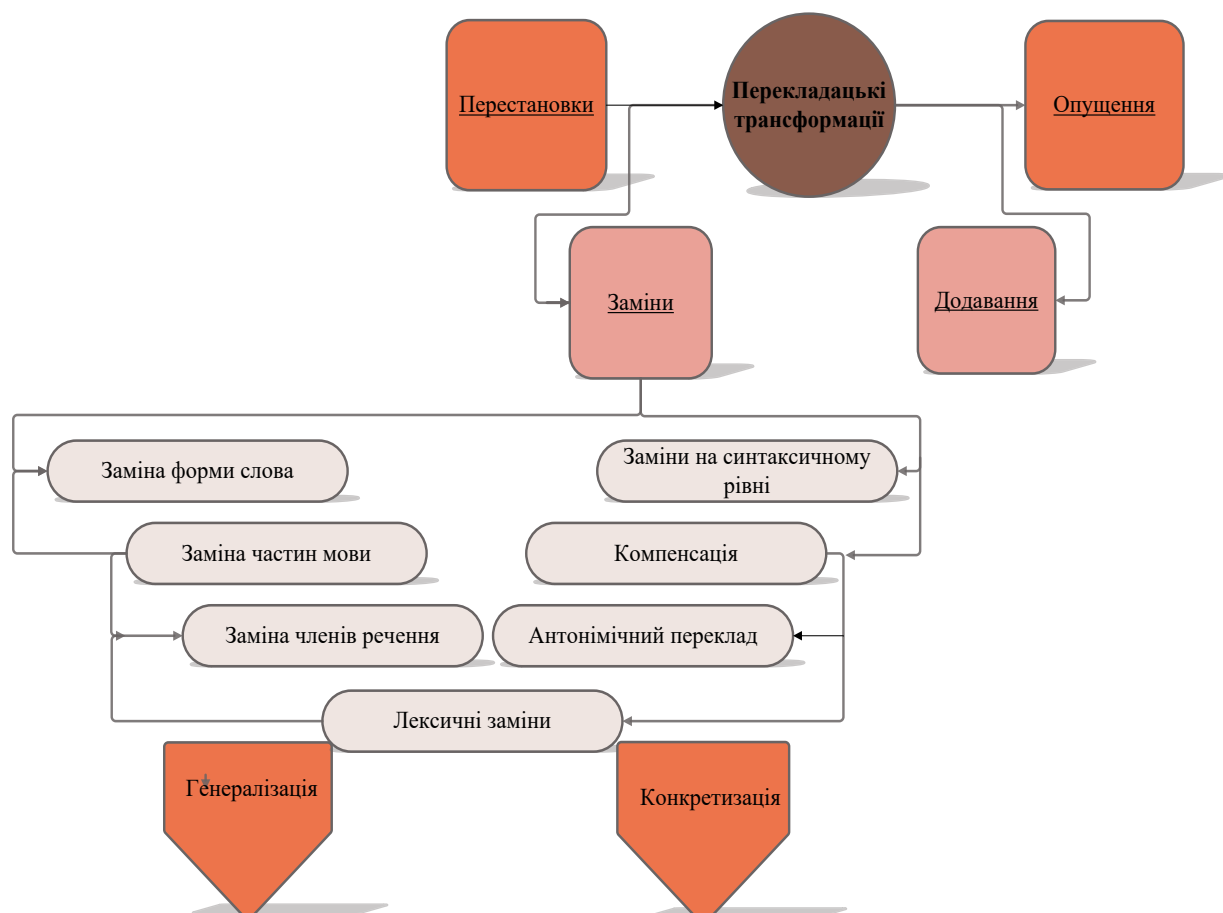 Перестановки
Перекладацькі
трансформації
Опущення
Заміни
Додавання
Заміна форми слова
Заміни на синтаксичному
рівні
Заміна частин мови
Компенсація
Заміна членів речення
Антонімічний переклад
Лексичні заміни
Генералізація
Конкретизація